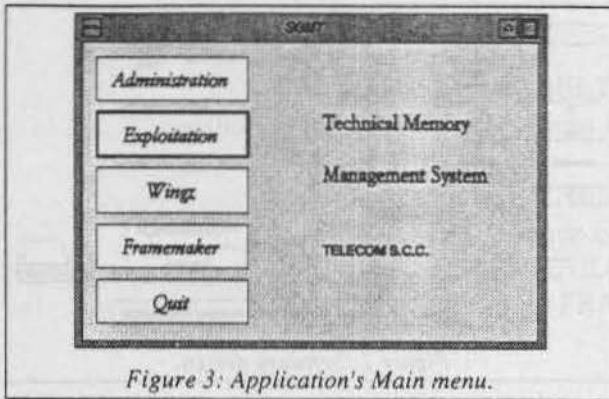 SGMT
Administration
Exploitation
Wingz
Framemaker
Quit
Technical Memory
Management System
TELECOM S.C.C.
Figure 3: Application's Main menu.